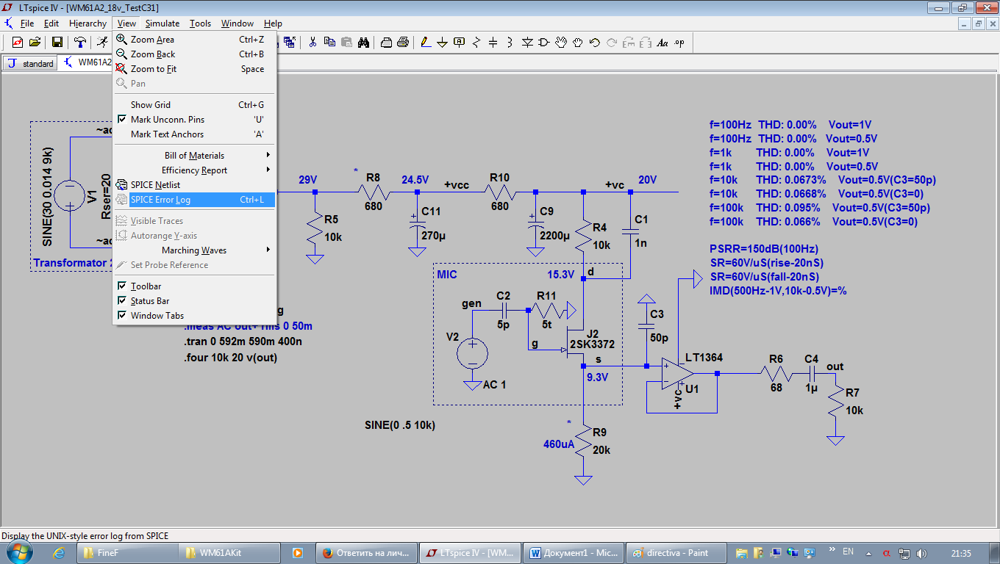 LTspice IV - [WM61A2_18v_TestC31]
File Edit Hierarchy View Simulate Tools Window Help
.op
Aa
standard
WM61A2
Zoom Area Ctrl+Z
Zoom Back Ctrl+B
Zoom to Fit Space
Pan
Show Grid Ctrl+G
Mark Unconn. Pins 'U'
Mark Text Anchors 'A'
Bill of Materials
Efficiency Report
SPICE Netlist
SPICE Error Log Ctrl+L
Visible Traces
Autorange Y-axis
Marching Waves
Set Probe Reference
Toolbar
Status Bar
Window Tabs
~ac
SINE(30 0.014 9k)
V1
Rser=20
~ac
Transformator 2
g
.meas AC out+ rms 0 50m
.tran 0 592m 590m 400n
.four 10k 20 v(out)
29V
*
R8
680
24.5V
+vcc
R10
680
+vc
20V
R5
10k
C11
270µ
C9
2200µ
R4
10k
C1
1n
MIC
15.3V
d
gen
C2
5p
R11
5t
V2
AC 1
g
J2
2SK3372
s
9.3V
C3
50p
LT1364
U1
+vc
R6
68
C4
1µ
out
R7
10k
SINE(0 .5 10k)
*
460uA
R9
20k
f=100Hz THD: 0.00% Vout=1V
f=100Hz THD: 0.00% Vout=0.5V
f=1k THD: 0.00% Vout=1V
f=1k THD: 0.00% Vout=0.5V
f=10k THD: 0.0673% Vout=0.5V(C3=50p)
f=10k THD: 0.0668% Vout=0.5V(C3=0)
f=100k THD: 0.095% Vout=0.5V(C3=50p)
f=100k THD: 0.066% Vout=0.5V(C3=0)
PSRR=150dB(100Hz)
SR=60V/uS(rise-20nS)
SR=60V/uS(fall-20nS)
IMD(500Hz-1V,10k-0.5V)=%
Display the UNIX-style error log from SPICE
FineF
WM61AKit
Ответить на лич...
LTspice IV - [WM...
Документ1 - Mic...
directiva - Paint
EN
21:35